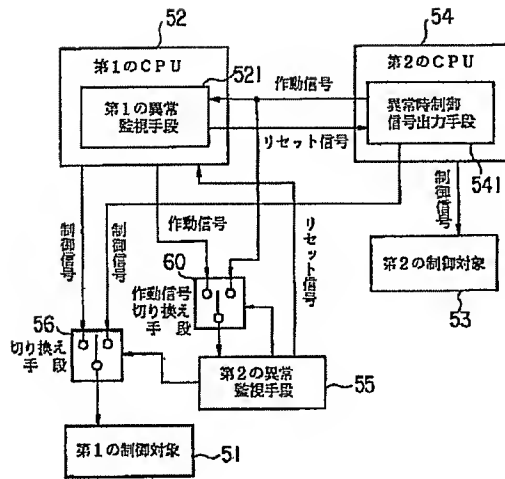 52
第1のCPU
521
第1の異常
監視手段
作動信号
リセット信号
54
第2のCPU
異常時制御
信号出力手段
541
制御信号
制御信号
作動信号
リセット信号
制御信号
第2の制御対象
53
60
作動信号
切り換え
手段
56
切り換え
手段
第2の異常
監視手段
55
第1の制御対象
51